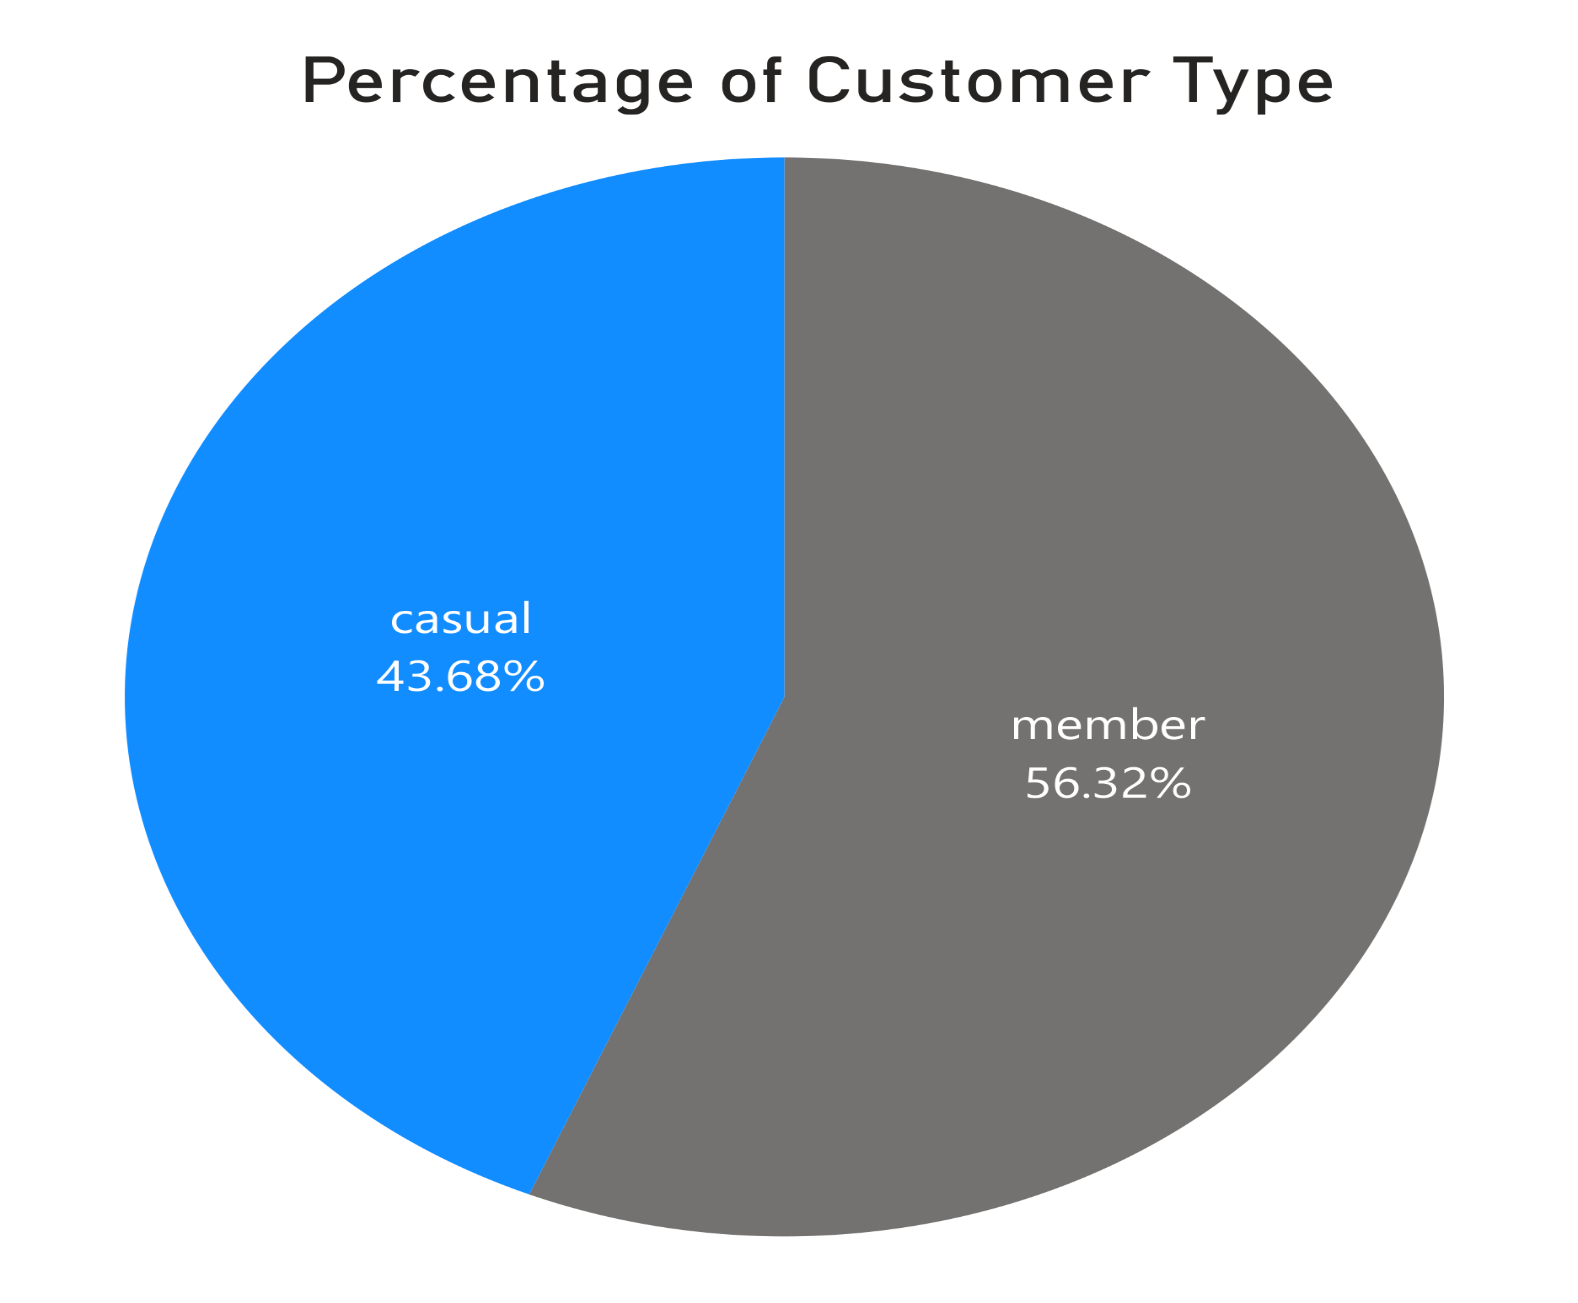 Percentage of Customer Type
casual
43.68%
member
56.32%